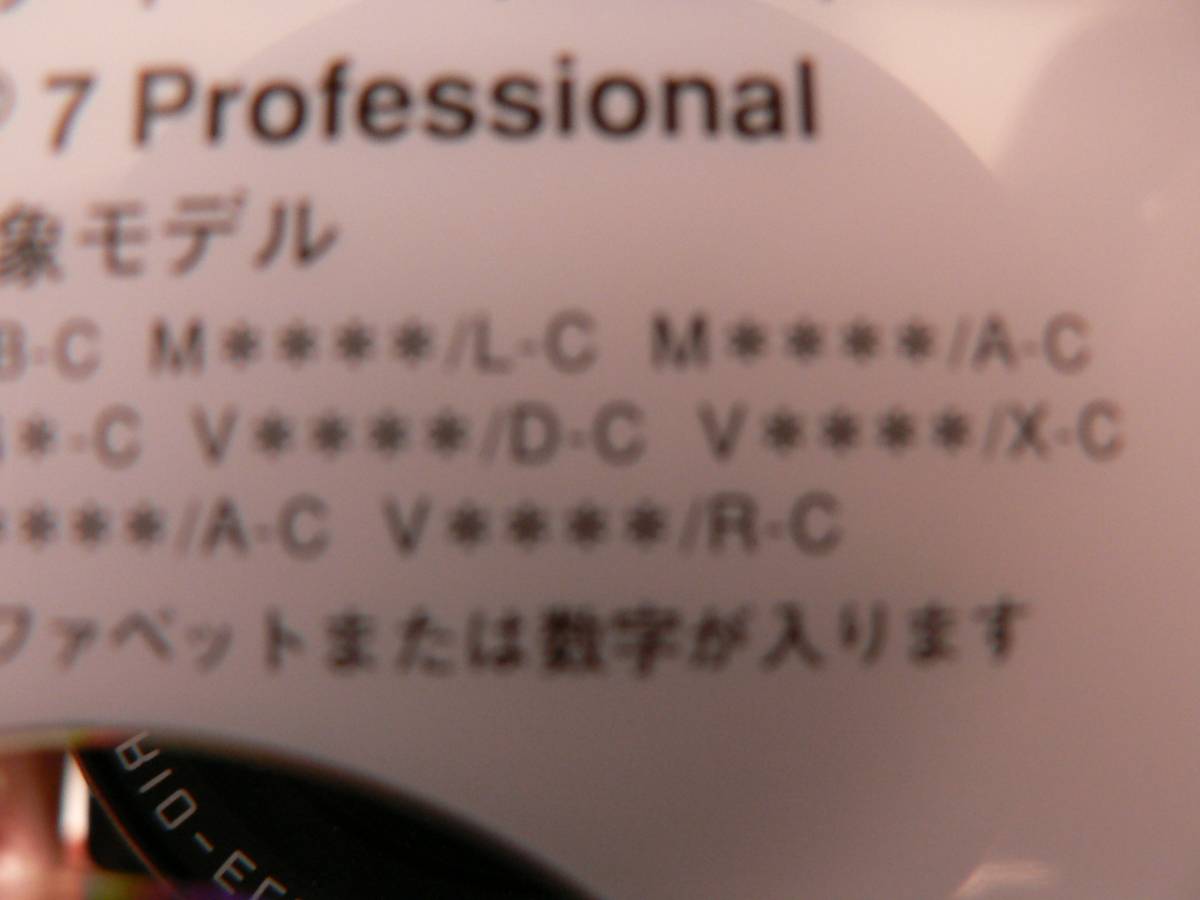 7 Professional
象モデル
B-C M****/L-C M****/A-C
*-C V****/D-C V****/X-C
****/A-C V****/R-C
ファベットまたは数字が入ります